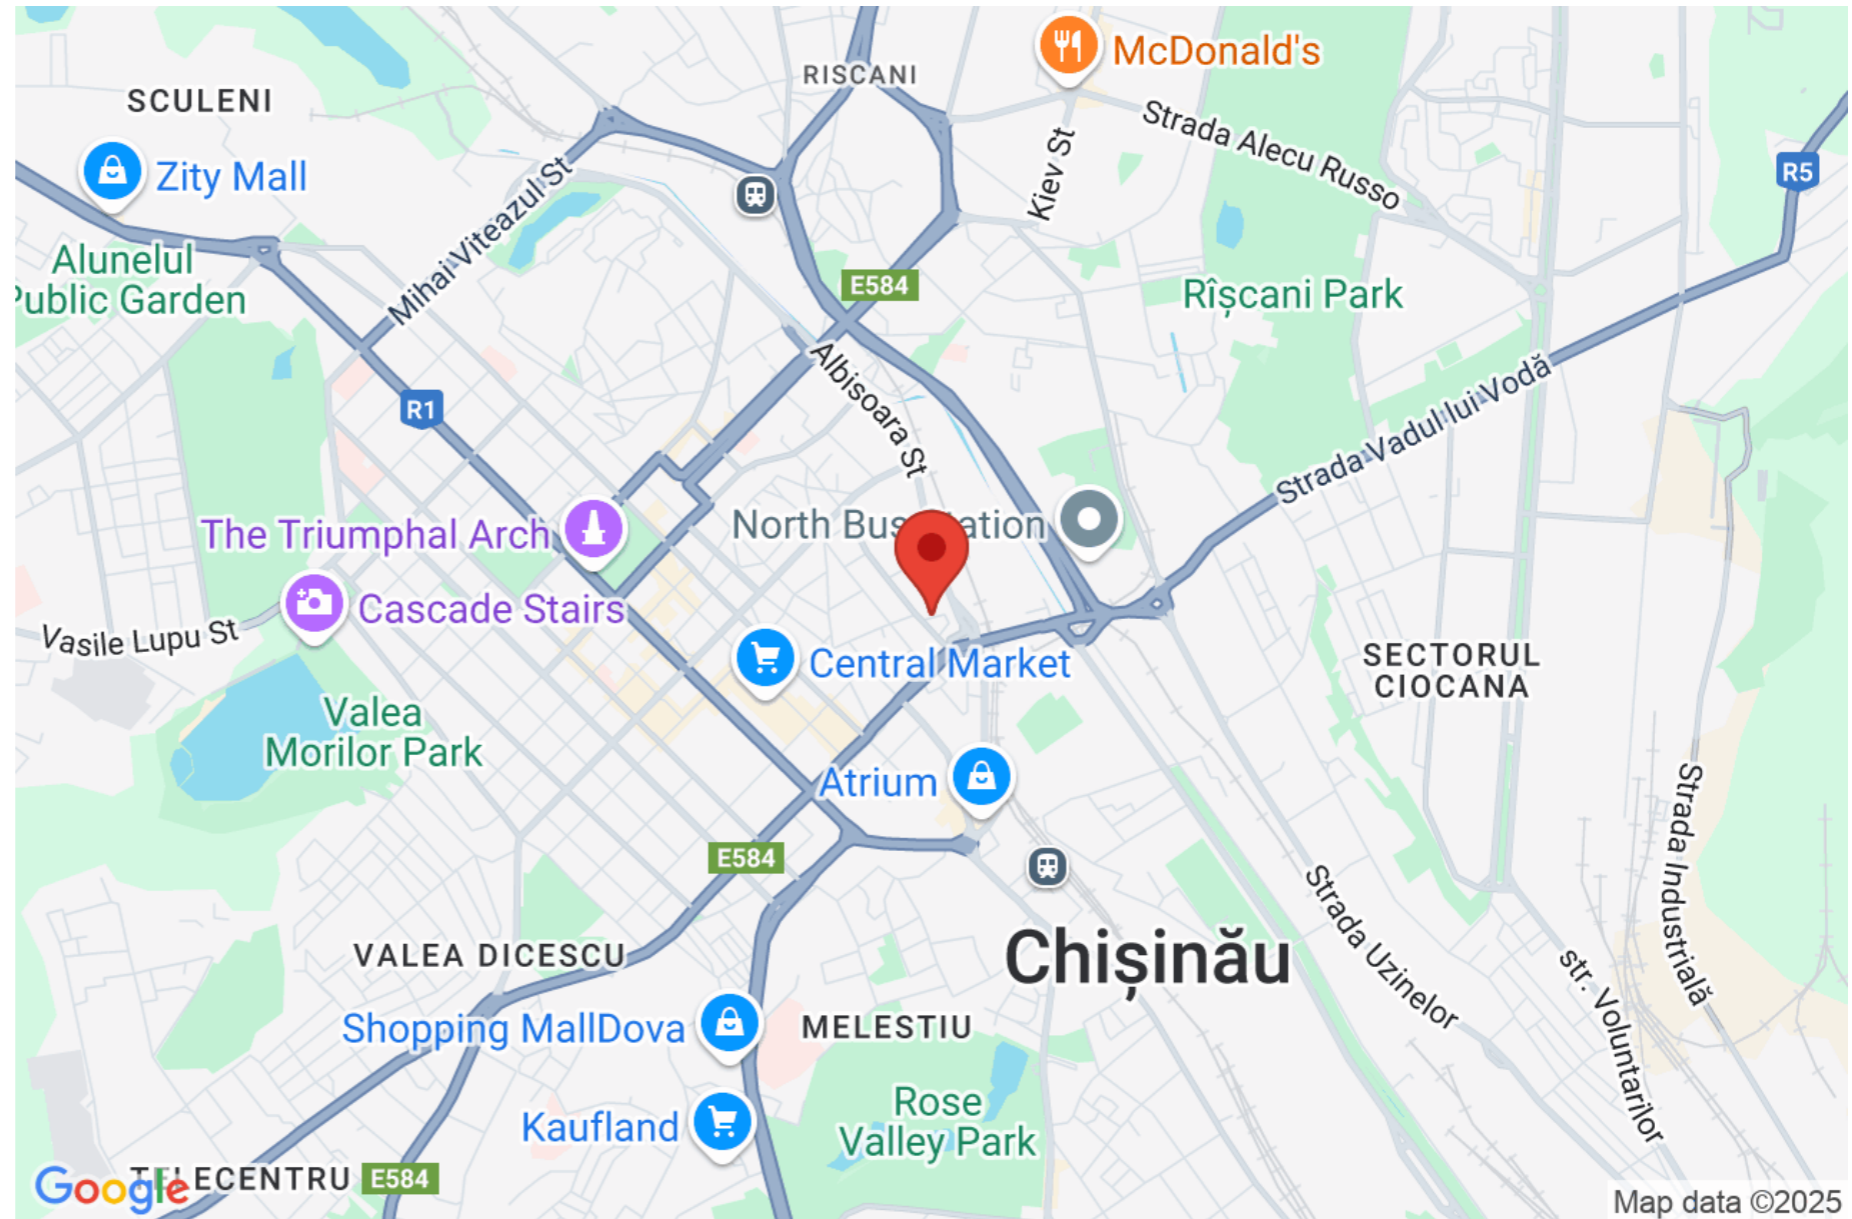 RISCANI
McDonald's
SCULENI
Strada Alecu Russo
Zity Mall
R5
Kiev St
Mihai Viteazul St
Alunelul
Public Garden
E584
Rîșcani Park
Albisoara St
R1
Strada Vadul lui Vodă
The Triumphal Arch
North Bus Station
Cascade Stairs
Vasile Lupu St
Central Market
SECTORUL
CIOCANA
Valea
Morilor Park
Atrium
Strada Industrială
E584
Strada Uzinelor
VALEA DICESCU
Chișinău
str. Voluntarilor
Shopping MallDova
MELESTIU
Rose
Valley Park
Kaufland
Google
TELECENTRU
E584
Map data ©2025